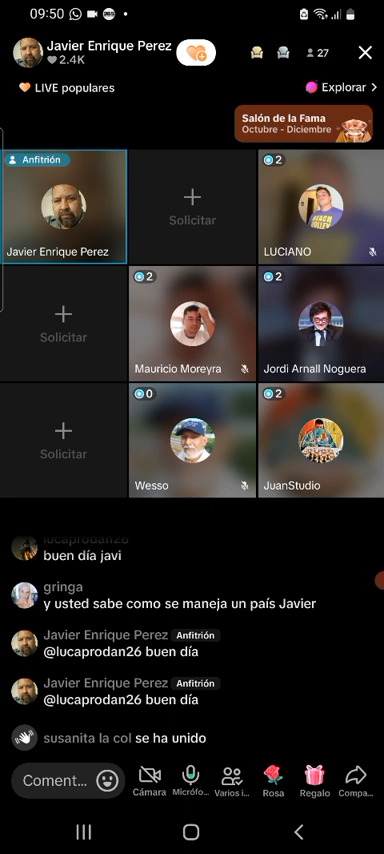 09:50
Javier Enrique Perez
2.4K
27
LIVE populares
Explorar
Salón de la Fama
Octubre - Diciembre
Anfitrión
Javier Enrique Perez
+
Solicitar
2
LUCIANO
+
Solicitar
2
Mauricio Moreyra
2
Jordi Arnall Noguera
+
Solicitar
0
Wesso
2
JuanStudio
lucaprodan26
buen día javi
gringa
y usted sabe como se maneja un país Javier
Javier Enrique Perez Anfitrión
@lucaprodan26 buen día
Javier Enrique Perez Anfitrión
@lucaprodan26 buen día
susanita la col se ha unido
Coment...
Cámara
Micrófo...
Varios i...
Rosa
Regalo
Compa...